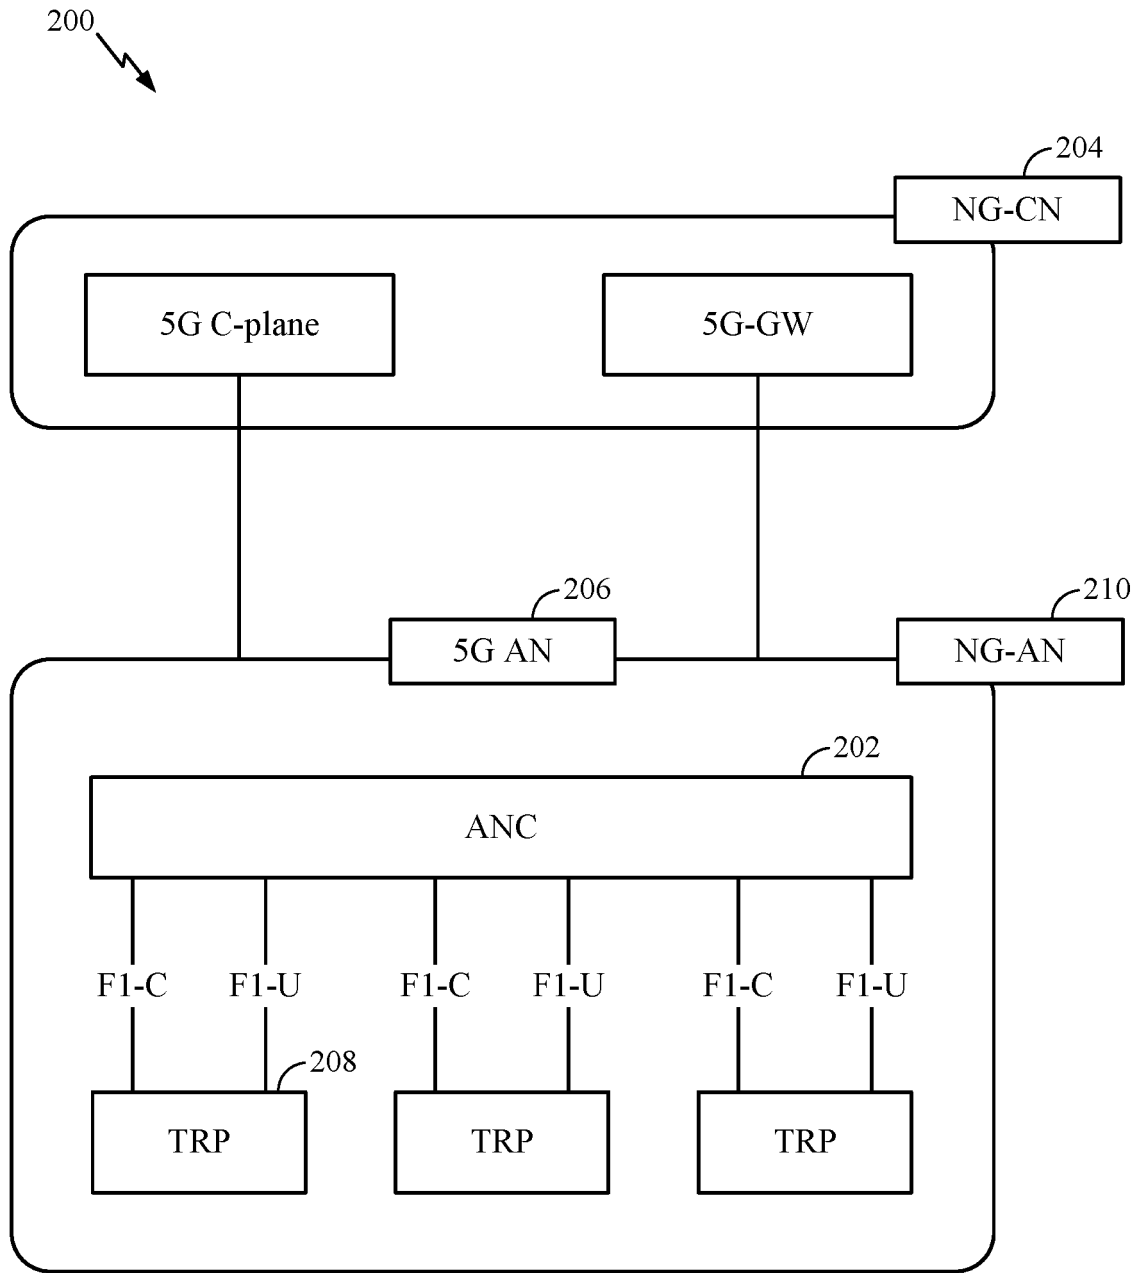 200
204
NG-CN
5G C-plane
5G-GW
206
210
5G AN
NG-AN
202
ANC
F1-C
F1-U
F1-C
F1-U
F1-C
F1-U
208
TRP
TRP
TRP